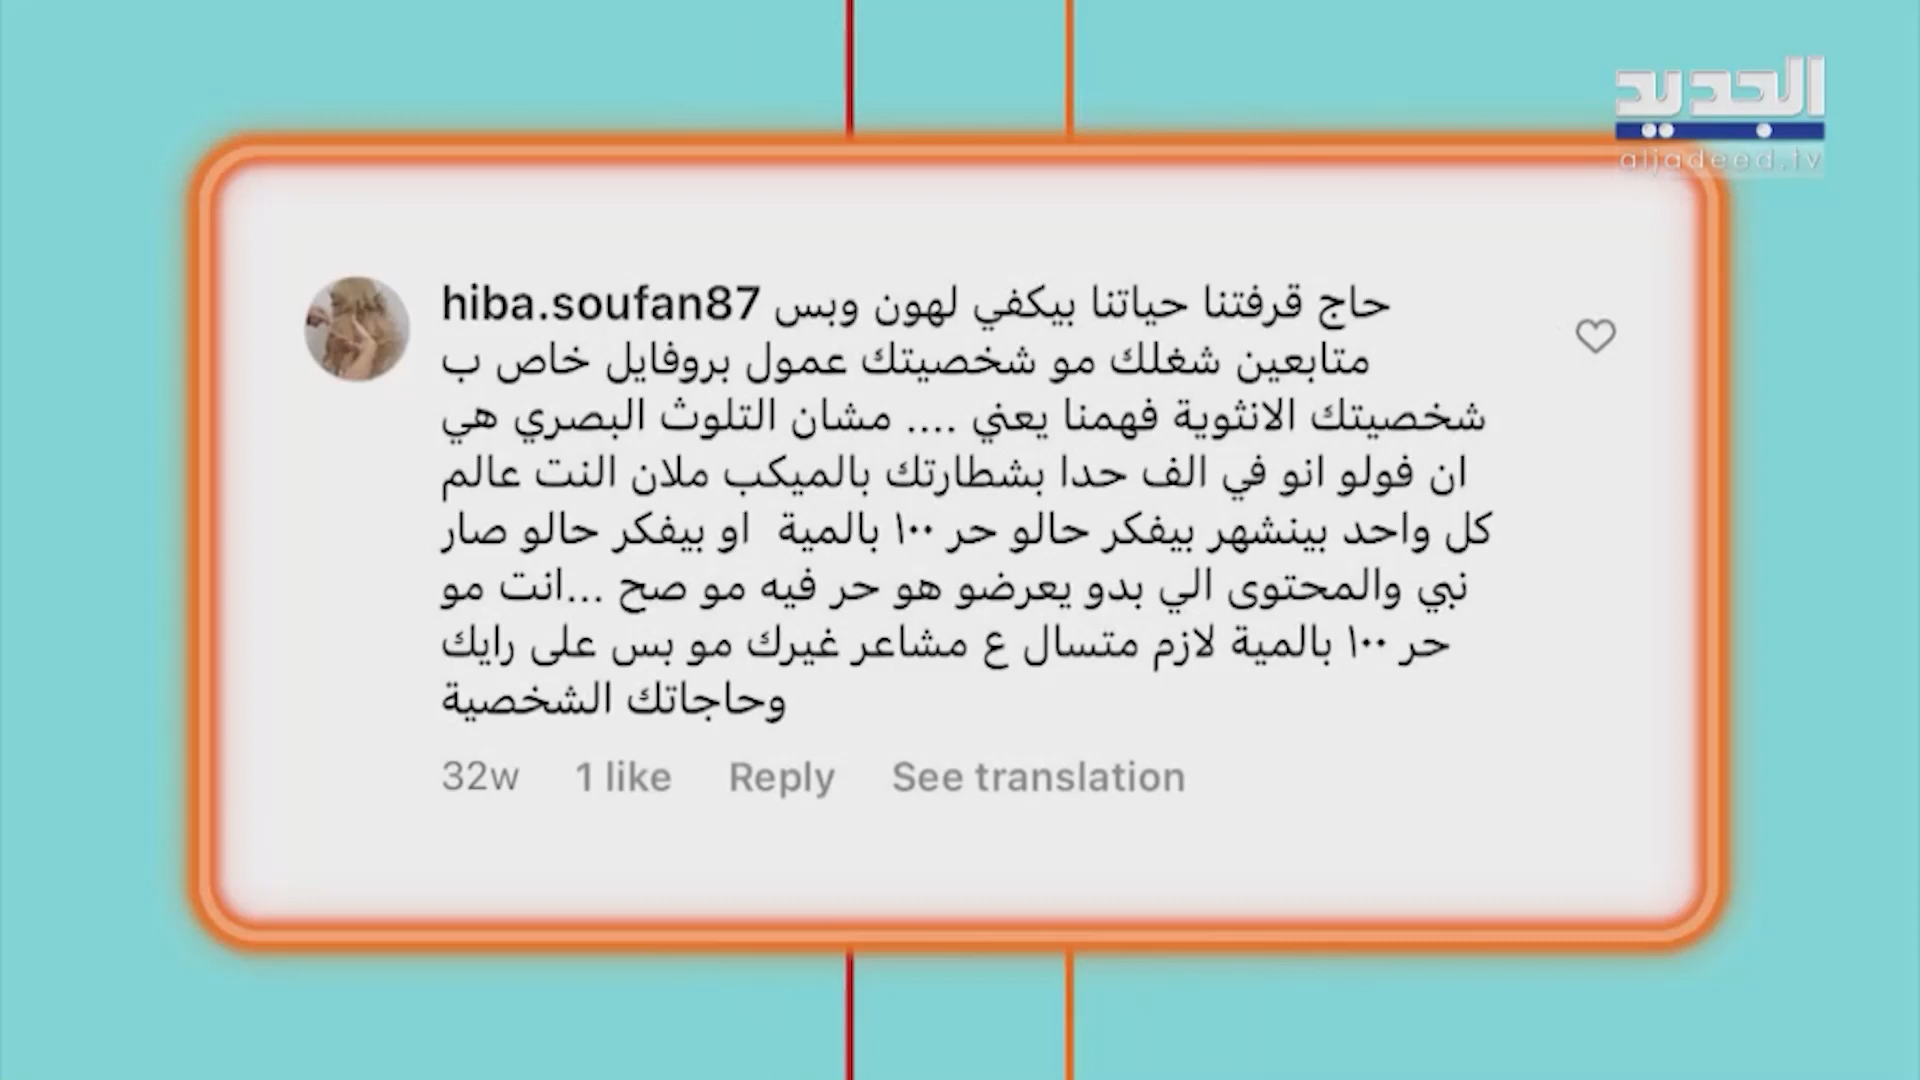 الجديد
aljadeed.tv
hiba.soufan87 حاج قرفتنا حياتنا بيكفي لهون وبس
متابعين شغلك مو شخصيتك عمول بروفايل خاص ب
شخصيتك الانثوية فهمنا يعني .... مشان التلوث البصري هي
ان فولو انو في الف حدا بشطارتك بالميكب ملان النت عالم
كل واحد بينشهر بيفكر حالو حر ١٠٠ بالمية او بيفكر حالو صار
نبي والمحتوى الي بدو يعرضو هو حر فيه مو صح ...انت مو
حر ١٠٠ بالمية لازم متسال ع مشاعر غيرك مو بس على رايك
وحاجاتك الشخصية
32w 1 like Reply See translation